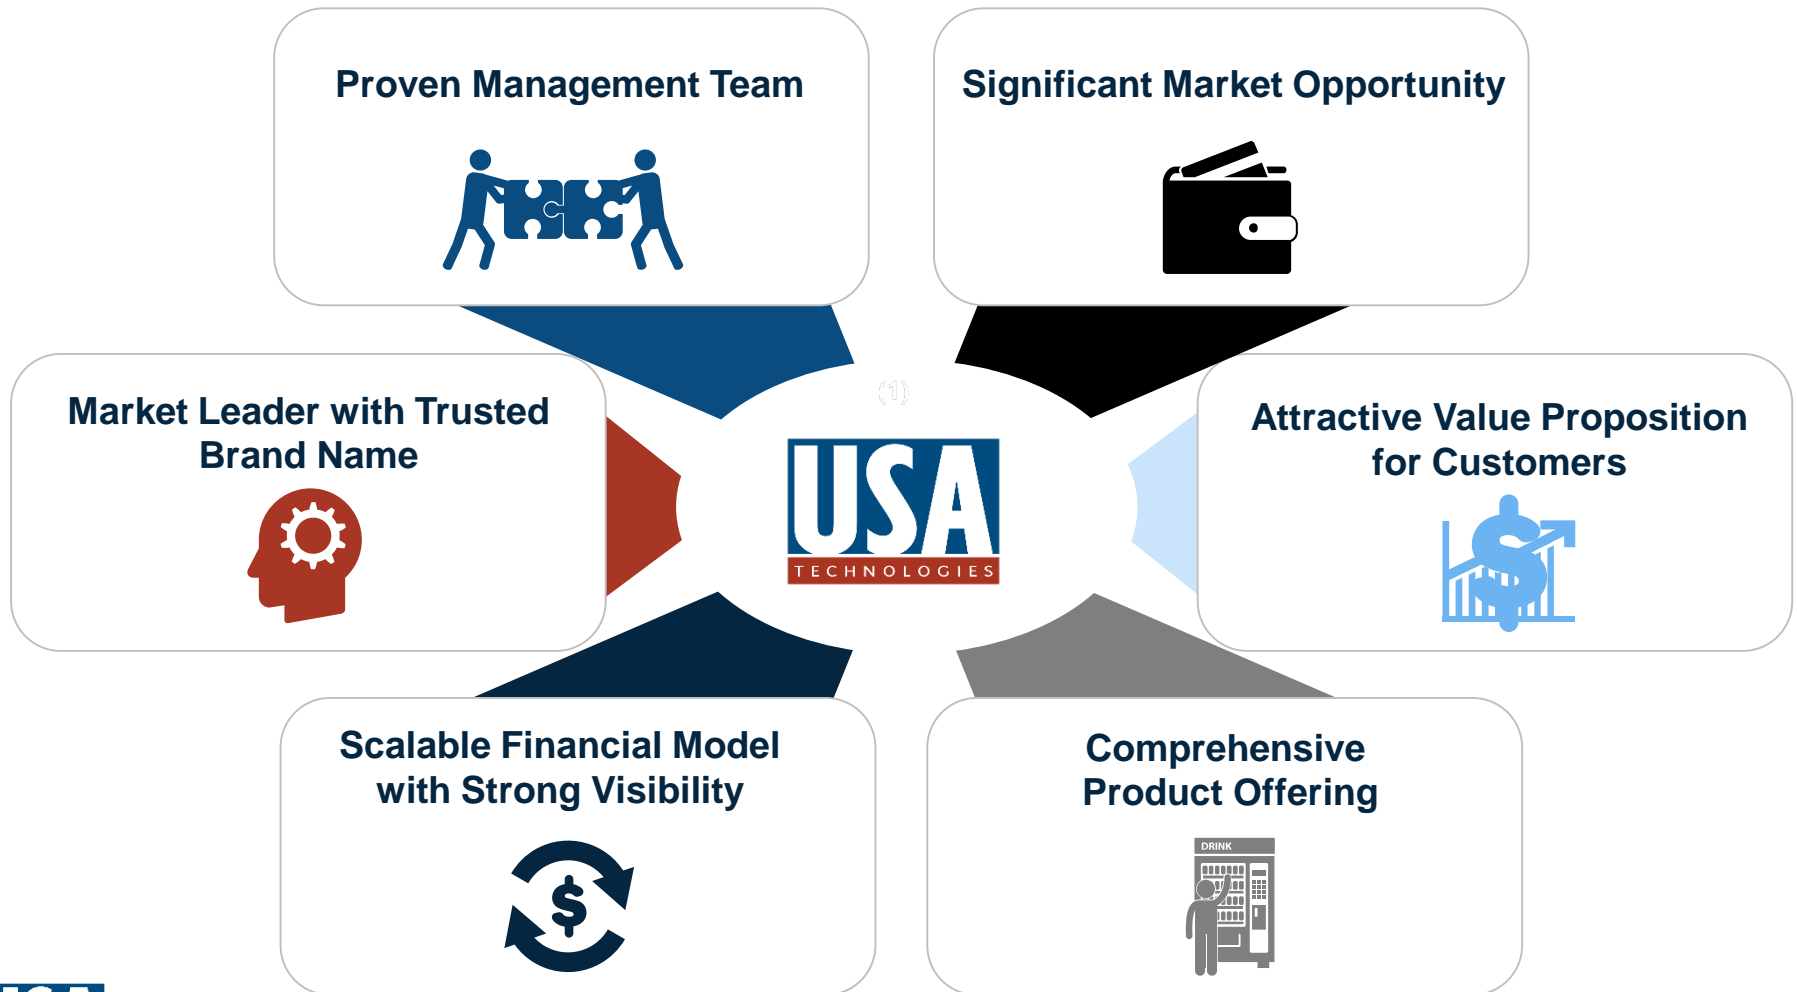 Proven Management Team
Significant Market Opportunity
(1)
Market Leader with Trusted
Brand Name
USA
TECHNOLOGIES
Attractive Value Proposition
for Customers
Scalable Financial Model
with Strong Visibility
Comprehensive
Product Offering
DRINK
USA